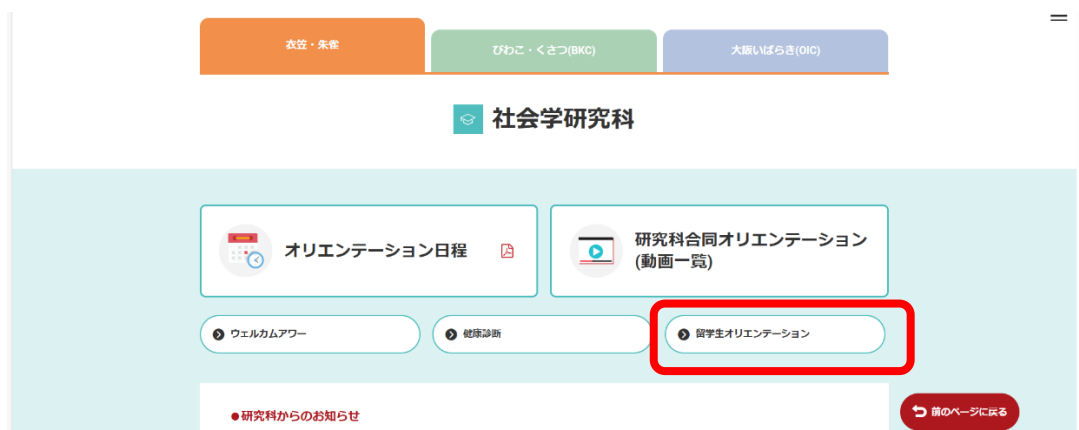 衣笠・朱雀
びわこ・くさつ(BKC)
大阪いばらき(OIC)
社会学研究科
オリエンテーション日程
研究科合同オリエンテーション
(動画一覧)
ウェルカムアワー
健康診断
留学生オリエンテーション
●研究科からのお知らせ
前のページに戻る